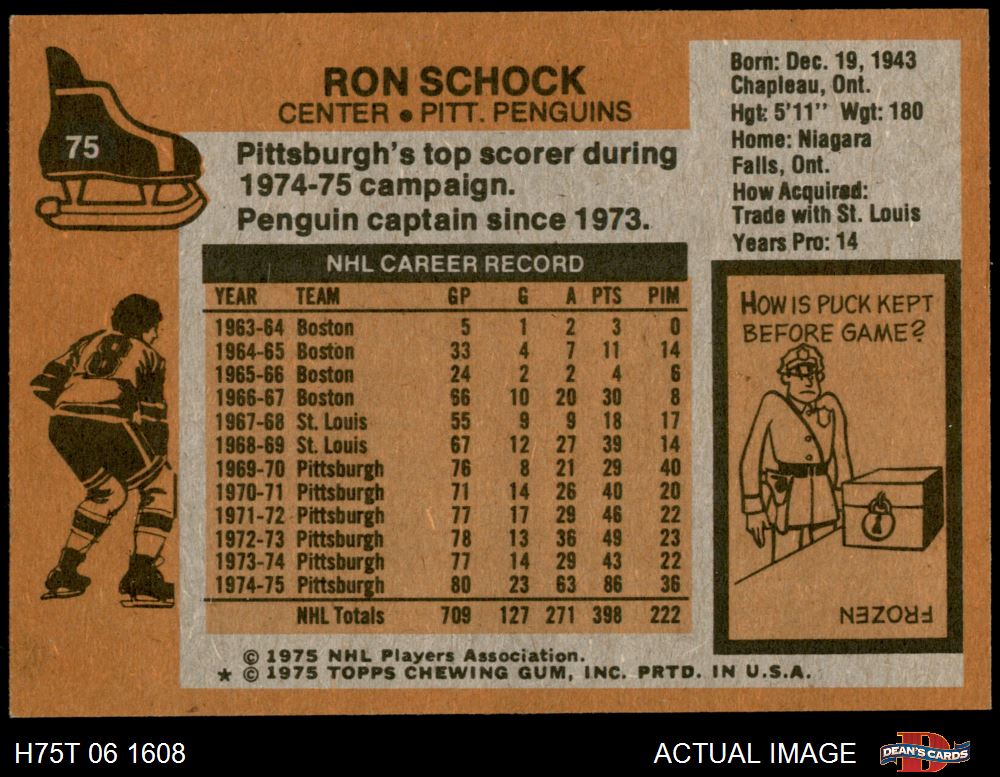 75
RON SCHOCK
CENTER • PITT. PENGUINS
Pittsburgh's top scorer during
1974-75 campaign.
Penguin captain since 1973.
Born: Dec. 19, 1943
Chapleau, Ont.
Hgt: 5'11'' Wgt: 180
Home: Niagara
Falls, Ont.
How Acquired:
Trade with St. Louis
Years Pro: 14
NHL CAREER RECORD
YEAR TEAM GP G A PTS PIM
1963-64 Boston 5 1 2 3 0
1964-65 Boston 33 4 7 11 14
1965-66 Boston 24 2 2 4 6
1966-67 Boston 66 10 20 30 8
1967-68 St. Louis 55 9 9 18 17
1968-69 St. Louis 67 12 27 39 14
1969-70 Pittsburgh 76 8 21 29 40
1970-71 Pittsburgh 71 14 26 40 20
1971-72 Pittsburgh 77 17 29 46 22
1972-73 Pittsburgh 78 13 36 49 23
1973-74 Pittsburgh 77 14 29 43 22
1974-75 Pittsburgh 80 23 63 86 36
NHL Totals 709 127 271 398 222
8
HOW IS PUCK KEPT
BEFORE GAME?
FROZEN
© 1975 NHL Players Association.
* © 1975 TOPPS CHEWING GUM, INC. PRTD. IN U.S.A.
H75T 06 1608
ACTUAL IMAGE
D
DEAN'S CARDS